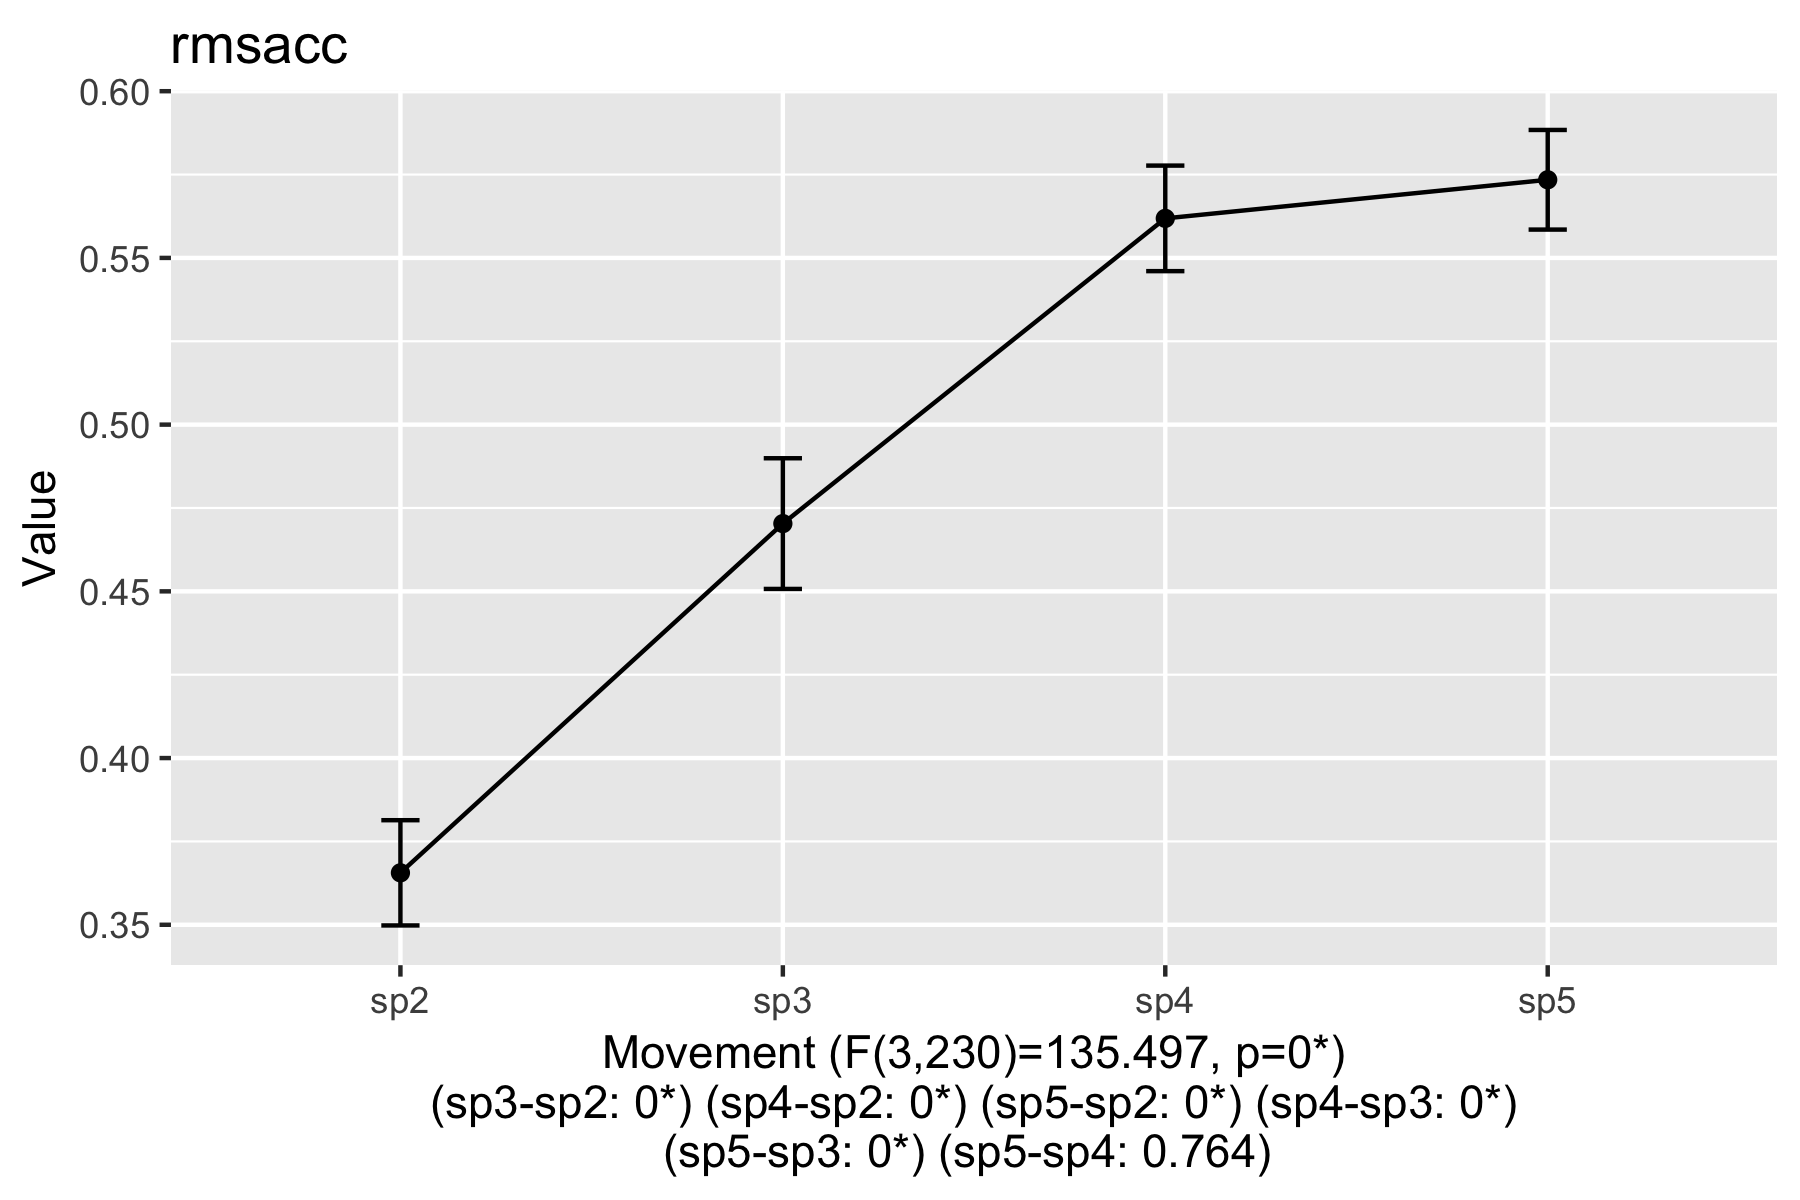 rmsacc
0.60
0.55
0.50
0.45
0.40
0.35
Value
sp2 sp3 sp4 sp5
Movement (F(3,230)=135.497, p=0*)
(sp3-sp2: 0*) (sp4-sp2: 0*) (sp5-sp2: 0*) (sp4-sp3: 0*)
(sp5-sp3: 0*) (sp5-sp4: 0.764)